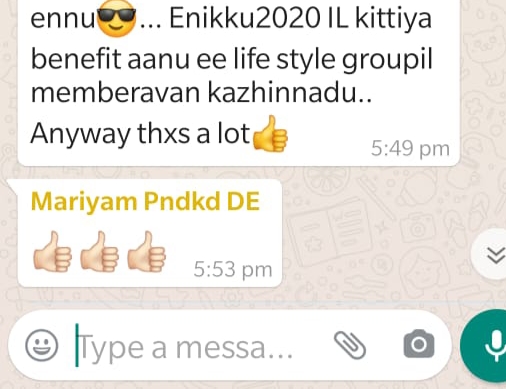 ennu😎... Enikku2020 IL kittiya
benefit aanu ee life style groupil
memberavan kazhinnadu..
Anyway thxs a lot👍
5:49 pm
Mariyam Pndkd DE
👍🏻👍🏻👍🏻
5:53 pm
Type a messa...